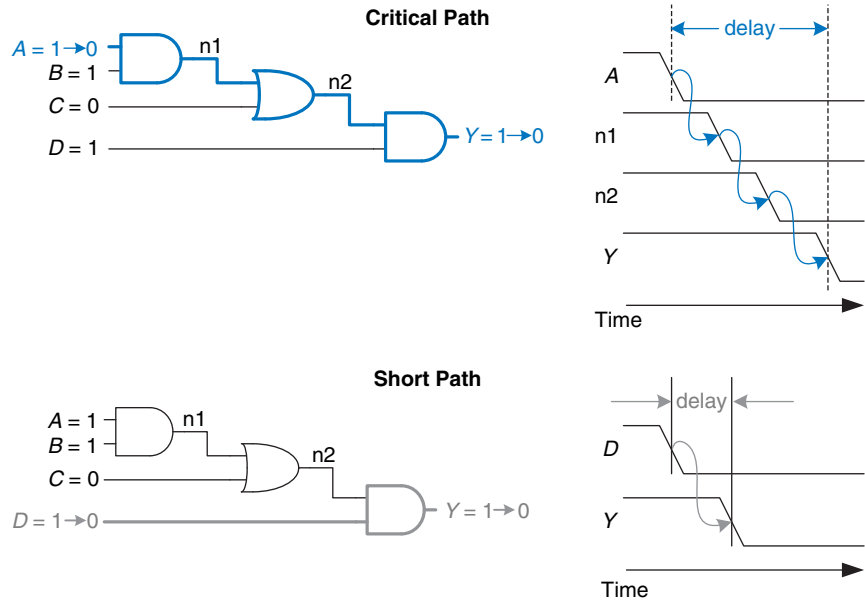 Critical Path
A = 1→0
n1
B = 1
n2
C = 0
D = 1
Y = 1→0
delay
A
n1
n2
Y
Time
Short Path
A = 1
n1
B = 1
n2
C = 0
D = 1→0
Y = 1→0
delay
D
Y
Time